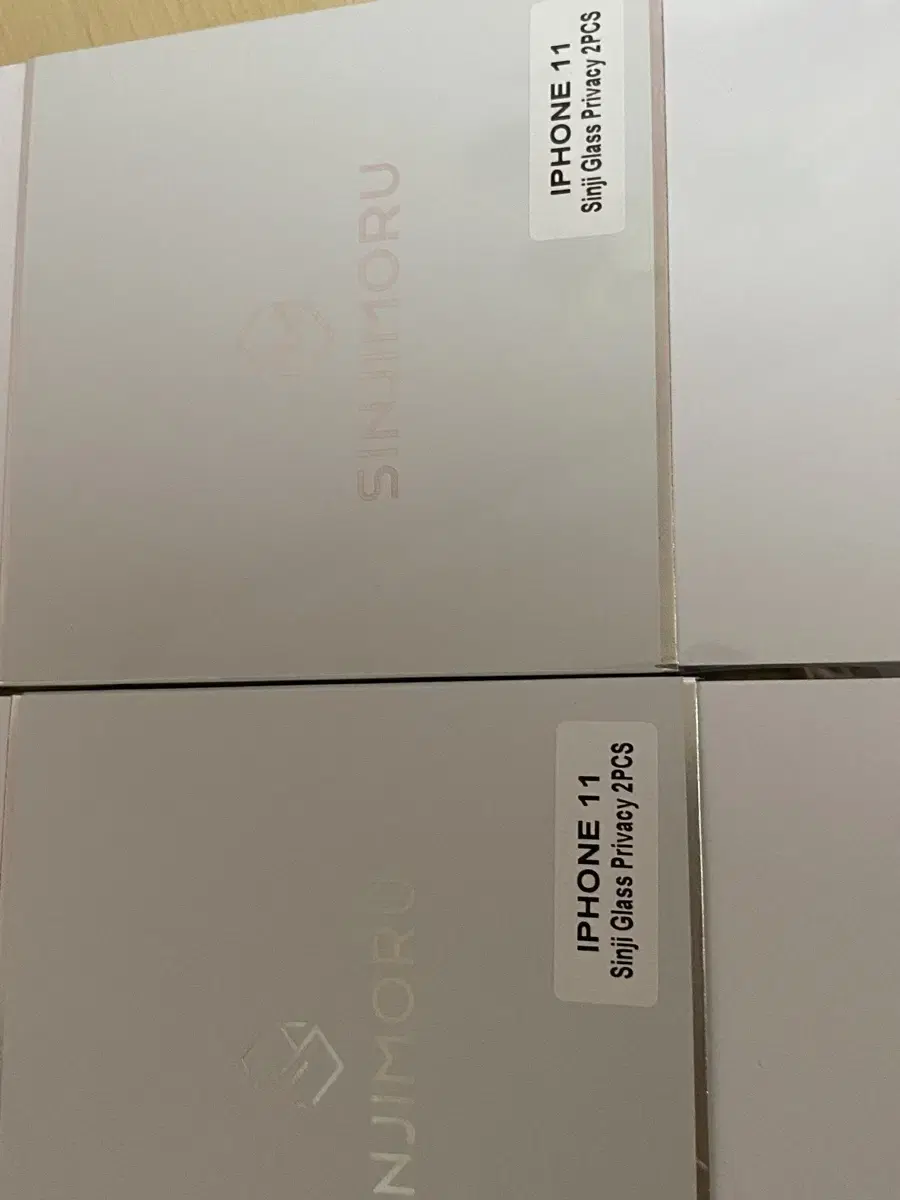 IPHONE 11
Sinji Glass Privacy 2PCS
SINJIMORU
IPHONE 11
Sinji Glass Privacy 2PCS
NJIMORU